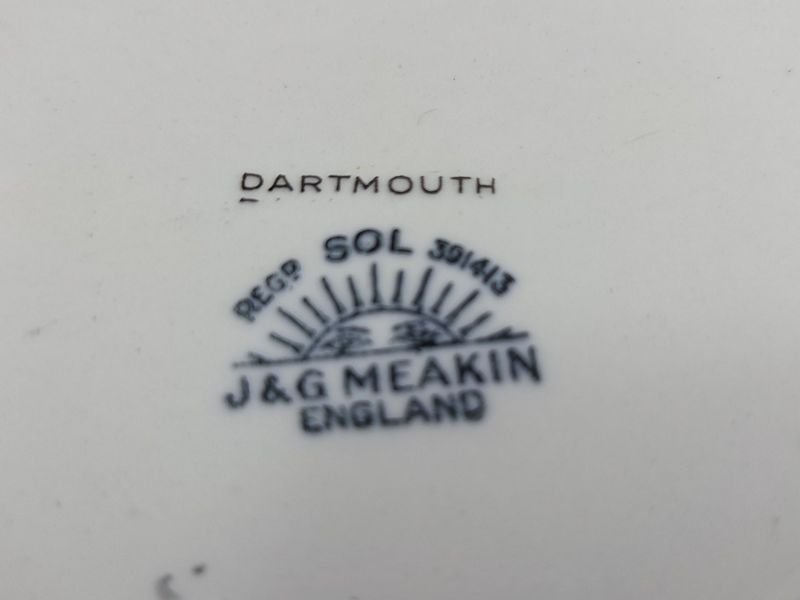 DARTMOUTH
REGD SOL 391413
J & G MEAKIN
ENGLAND